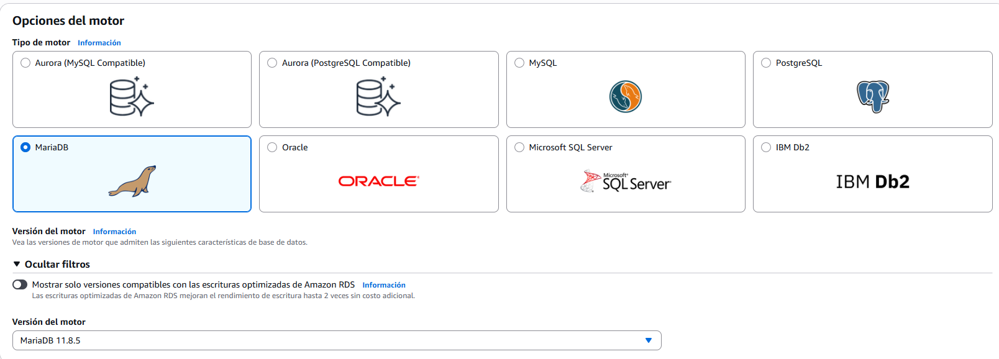 Opciones del motor
Tipo de motor Información
Aurora (MySQL Compatible)
Aurora (PostgreSQL Compatible)
MySQL
PostgreSQL
MariaDB
Oracle
ORACLE®
Microsoft SQL Server
Microsoft®
SQL Server®
IBM Db2
IBM Db2
Versión del motor Información
Vea las versiones de motor que admiten las siguientes características de base de datos.
Ocultar filtros
Mostrar solo versiones compatibles con las escrituras optimizadas de Amazon RDS Información
Las escrituras optimizadas de Amazon RDS mejoran el rendimiento de escritura hasta 2 veces sin costo adicional.
Versión del motor
MariaDB 11.8.5